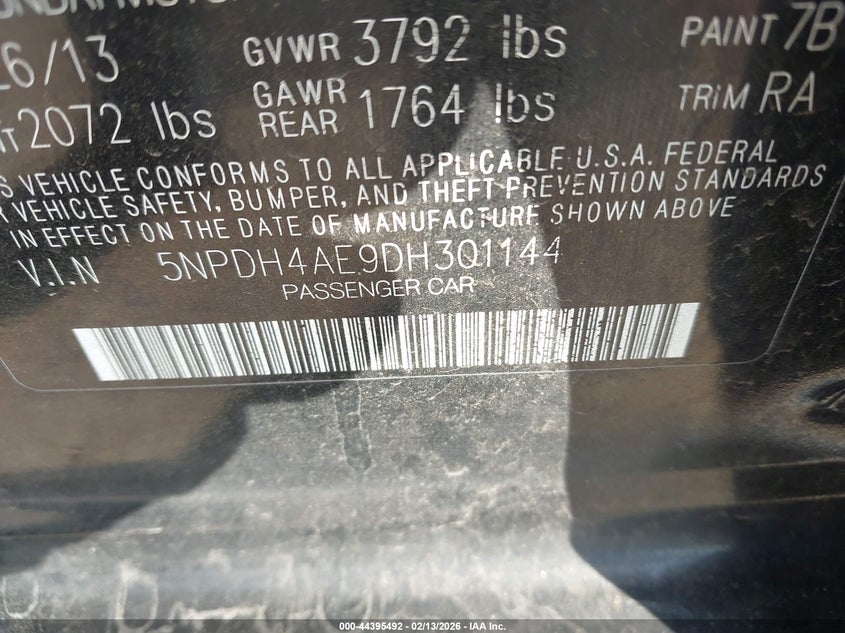 26/13 GVWR 3792 lbs PAINT 7B
2072 lbs GAWR REAR 1764 lbs TRIM RA
VEHICLE CONFORMS TO ALL APPLICABLE U.S.A. FEDERAL
VEHICLE SAFETY, BUMPER, AND THEFT PREVENTION STANDARDS
IN EFFECT ON THE DATE OF MANUFACTURE SHOWN ABOVE
V.I.N 5NPDH4AE9DH301144
PASSENGER CAR
000-44395492 - 02/13/2026 - IAA Inc.